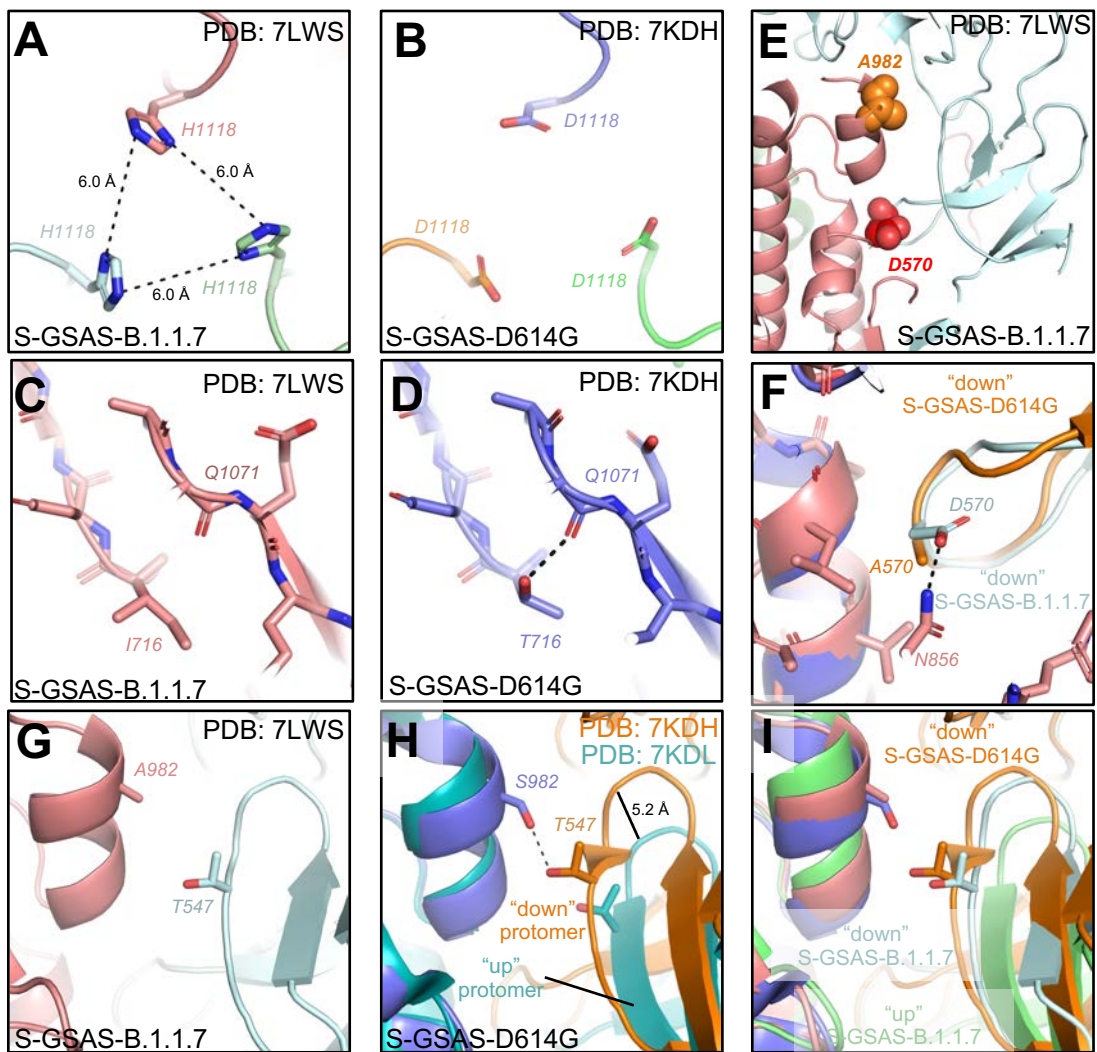 A
PDB: 7LWS
H1118
6.0 Å
6.0 Å
H1118
6.0 Å
H1118
S-GSAS-B.1.1.7
B
PDB: 7KDH
D1118
D1118
D1118
S-GSAS-D614G
E
PDB: 7LWS
A982
D570
S-GSAS-B.1.1.7
C
PDB: 7LWS
Q1071
I716
S-GSAS-B.1.1.7
D
PDB: 7KDH
Q1071
T716
S-GSAS-D614G
F
“down”
S-GSAS-D614G
D570
A570
“down”
S-GSAS-B.1.1.7
N856
G
PDB: 7LWS
A982
T547
S-GSAS-B.1.1.7
H
PDB: 7KDH
PDB: 7KDL
S982
5.2 Å
T547
“down”
protomer
“up”
protomer
S-GSAS-D614G
I
“down”
S-GSAS-D614G
“down”
S-GSAS-B.1.1.7
“up”
S-GSAS-B.1.1.7